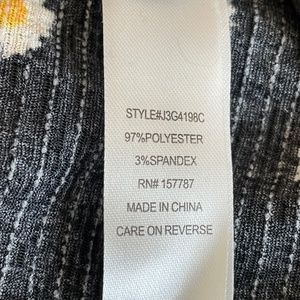 STYLE#J3G4198C
97%POLYESTER
3%SPANDEX
RN# 157787
MADE IN CHINA
CARE ON REVERSE